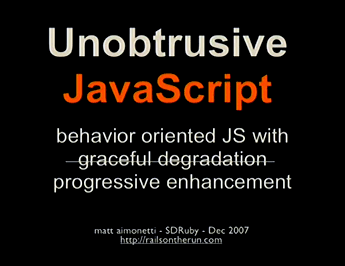 Unobtrusive
JavaScript
behavior oriented JS with
graceful degradation
progressive enhancement
matt aimonetti - SDRuby - Dec 2007
http://railsontherun.com